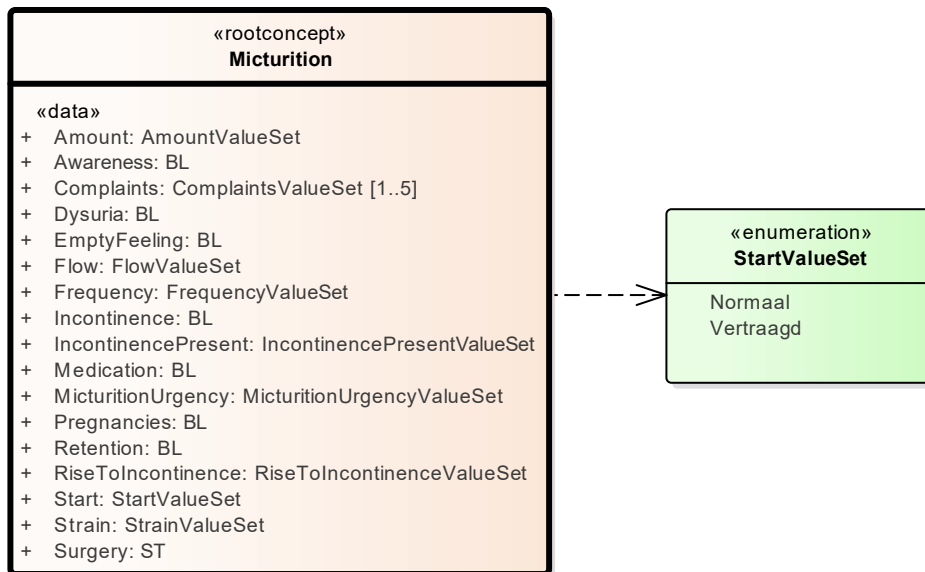 «rootconcept»
Micturition
«data»
+ Amount: AmountValueSet
+ Awareness: BL
+ Complaints: ComplaintsValueSet [1..5]
+ Dysuria: BL
+ EmptyFeeling: BL
+ Flow: FlowValueSet
+ Frequency: FrequencyValueSet
+ Incontinence: BL
+ IncontinencePresent: IncontinencePresentValueSet
+ Medication: BL
+ MicturitionUrgency: MicturitionUrgencyValueSet
+ Pregnancies: BL
+ Retention: BL
+ RiseToIncontinence: RiseToIncontinenceValueSet
+ Start: StartValueSet
+ Strain: StrainValueSet
+ Surgery: ST
«enumeration»
StartValueSet
Normaal
Vertraagd